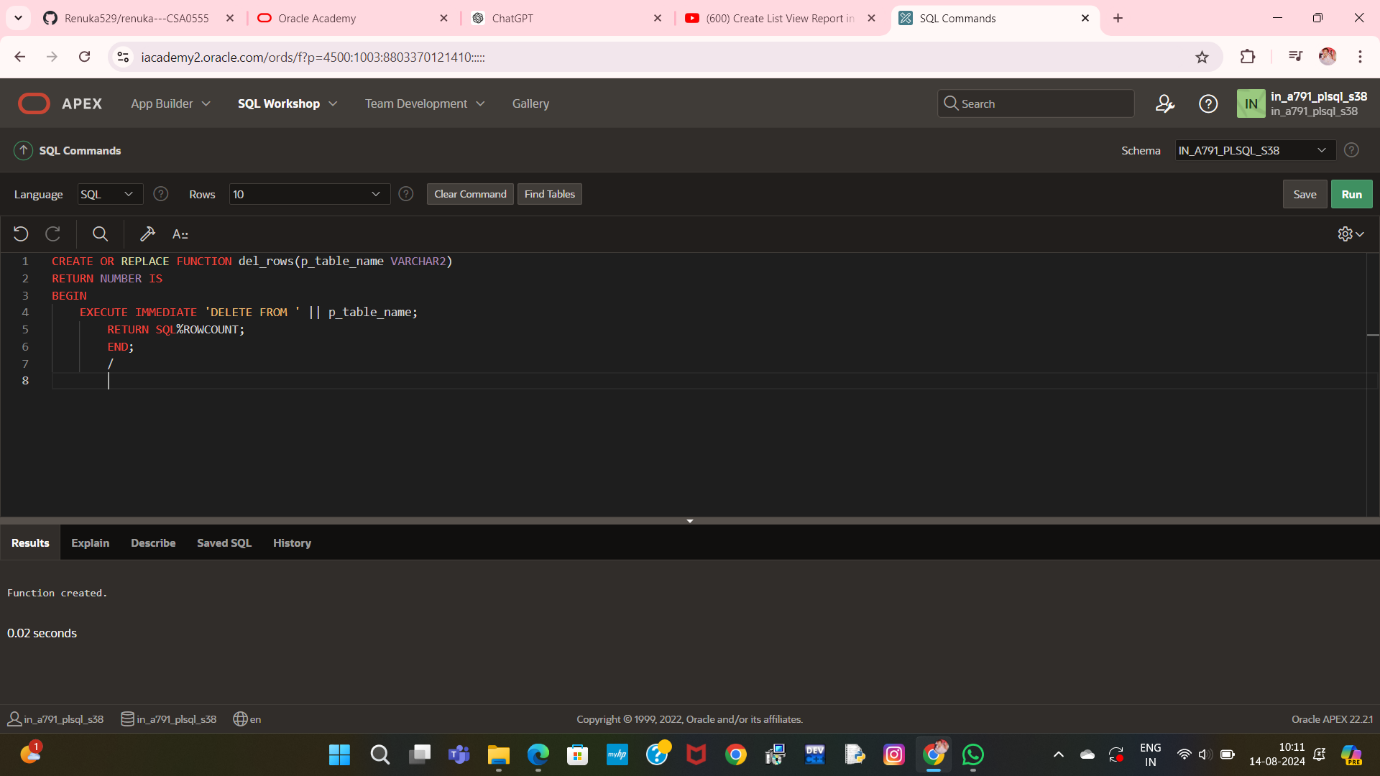 Renuka529/renuka---CSA0555
Oracle Academy
ChatGPT
(600) Create List View Report in
SQL Commands
iacademy2.oracle.com/ords/f?p=4500:1003:8803370121410:::::
APEX
App Builder
SQL Workshop
Team Development
Gallery
Search
IN
in_a791_plsql_s38
in_a791_plsql_s38
SQL Commands
Schema
IN_A791_PLSQL_S38
Language
SQL
Rows
10
Clear Command
Find Tables
Save
Run
1 CREATE OR REPLACE FUNCTION del_rows(p_table_name VARCHAR2)
2 RETURN NUMBER IS
3 BEGIN
4 EXECUTE IMMEDIATE 'DELETE FROM ' || p_table_name;
5 RETURN SQL%ROWCOUNT;
6 END;
7 /
8
Results
Explain
Describe
Saved SQL
History
Function created.
0.02 seconds
in_a791_plsql_s38
in_a791_plsql_s38
en
Copyright © 1999, 2022, Oracle and/or its affiliates.
Oracle APEX 22.2.1
1
myhp
DEV
ENG
IN
10:11
14-08-2024
PRE